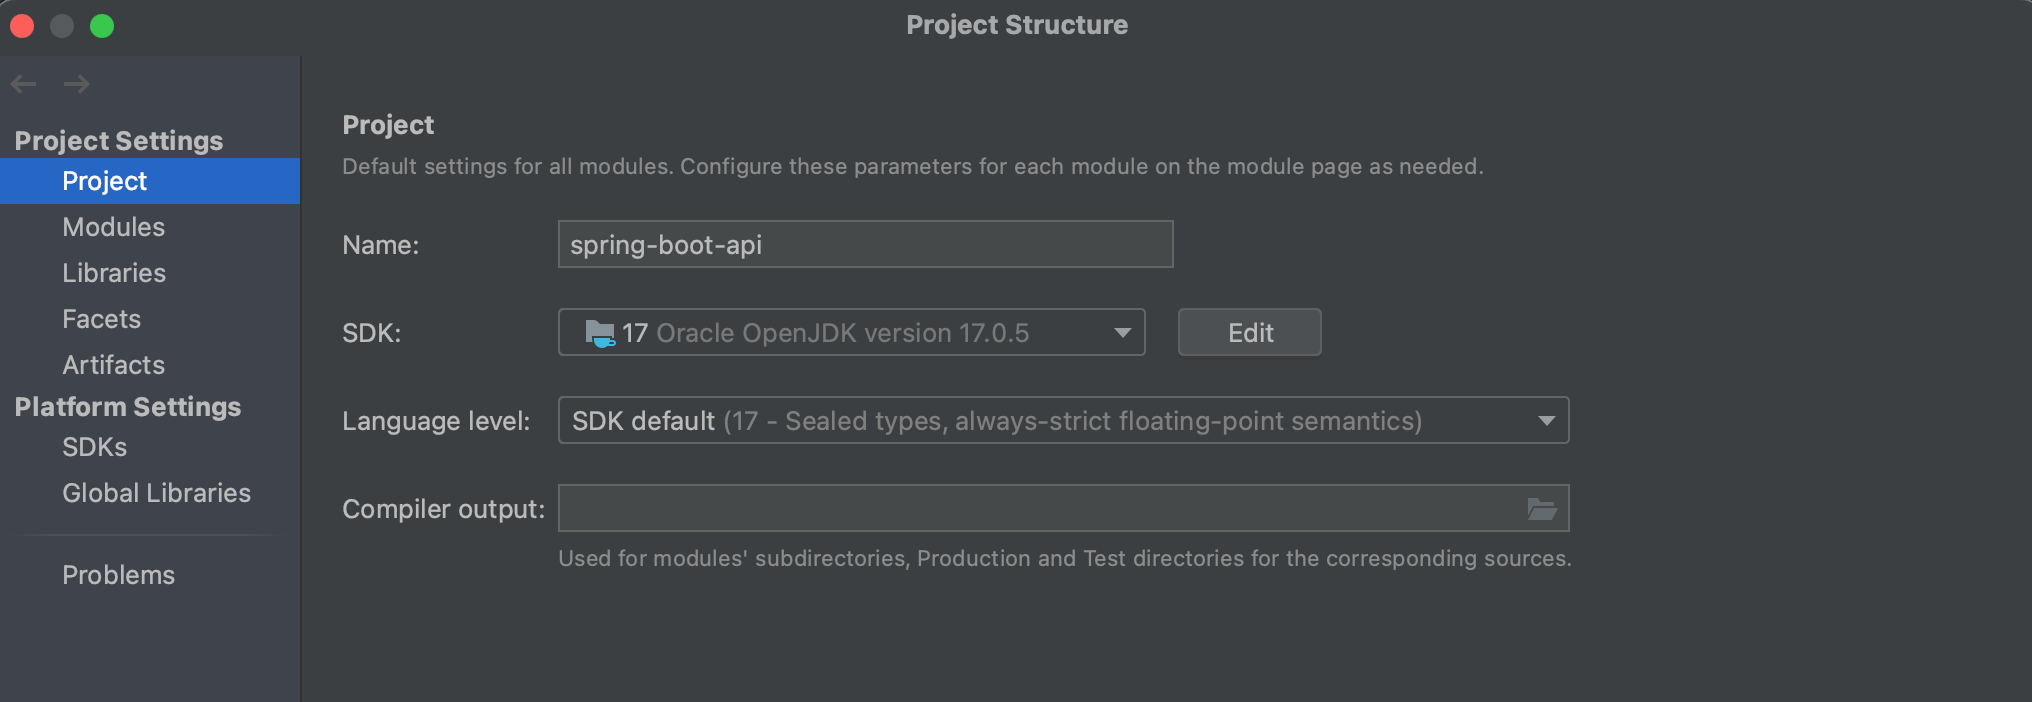 Project Structure
Project Settings
Project
Modules
Libraries
Facets
Artifacts
Platform Settings
SDKs
Global Libraries
Problems
Project
Default settings for all modules. Configure these parameters for each module on the module page as needed.
Name: spring-boot-api
SDK: 17 Oracle OpenJDK version 17.0.5 Edit
Language level: SDK default (17 - Sealed types, always-strict floating-point semantics)
Compiler output:
Used for modules' subdirectories, Production and Test directories for the corresponding sources.